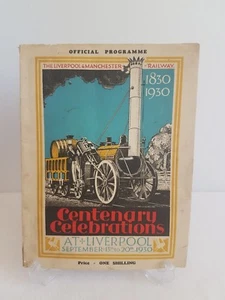 OFFICIAL PROGRAMME
THE LIVERPOOL & MANCHESTER RAILWAY
1830
1930
Centenary
Celebrations
AT LIVERPOOL
SEPTEMBER 13TH-20TH 1930
Price - ONE SHILLING